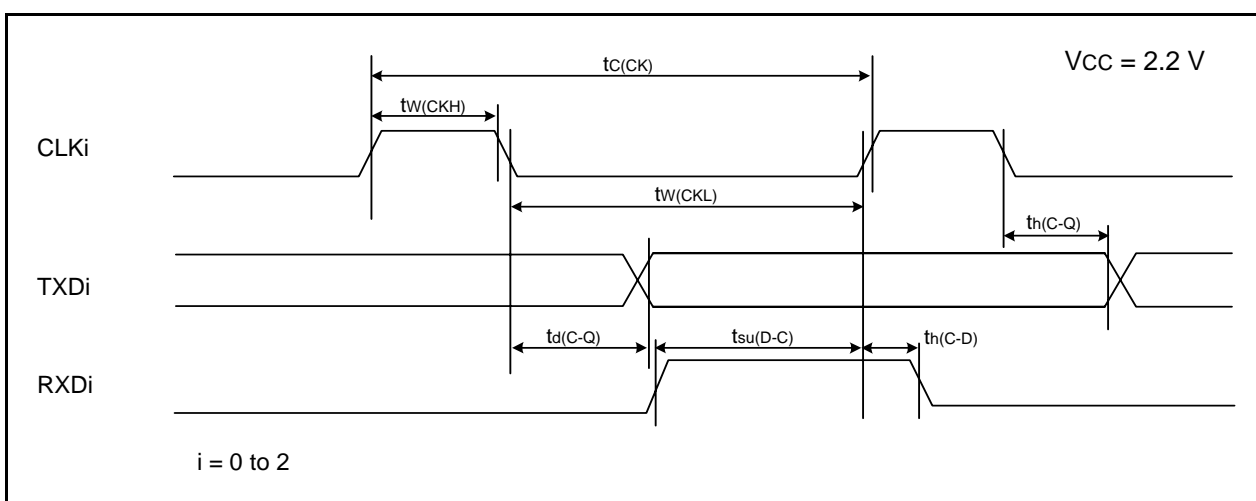 tC(CK)
VCC = 2.2 V
tW(CKH)
CLKi
tW(CKL)
th(C-Q)
TXDi
td(C-Q)
tsu(D-C)
th(C-D)
RXDi
i = 0 to 2